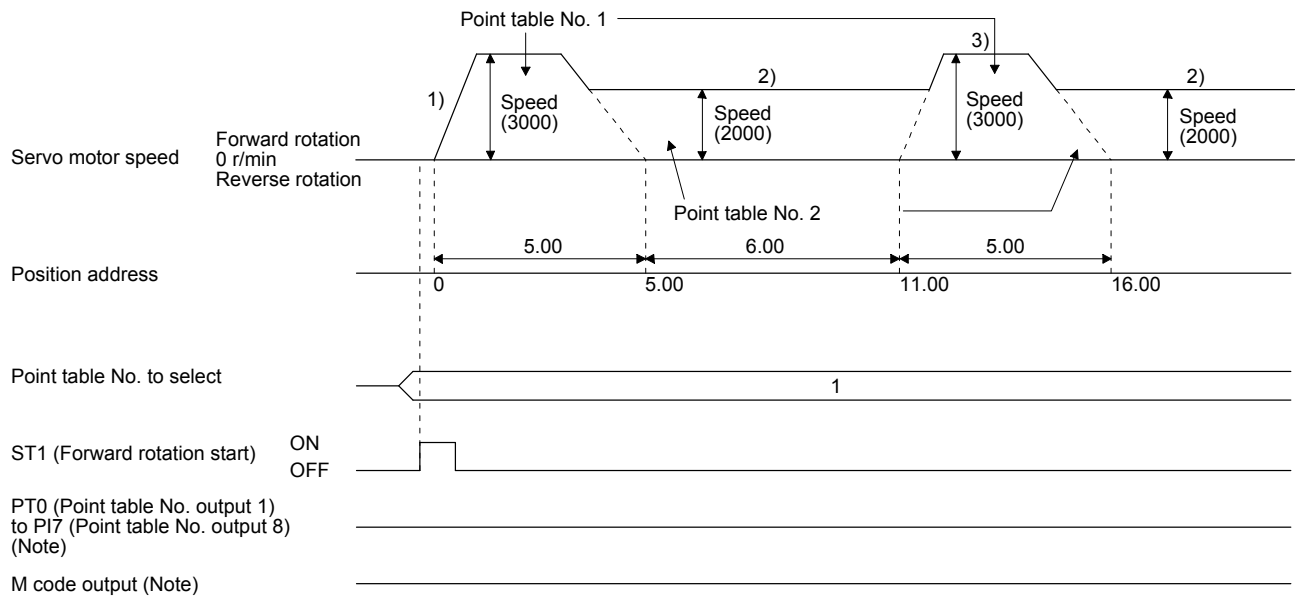 Point table No. 1
3)
1)
2)
2)
Speed
(3000)
Speed
(2000)
Speed
(3000)
Speed
(2000)
Servo motor speed
Forward rotation
0 r/min
Reverse rotation
Point table No. 2
5.00
6.00
5.00
Position address
0
5.00
11.00
16.00
Point table No. to select
1
ST1 (Forward rotation start)
ON
OFF
PT0 (Point table No. output 1)
to PI7 (Point table No. output 8)
(Note)
M code output (Note)